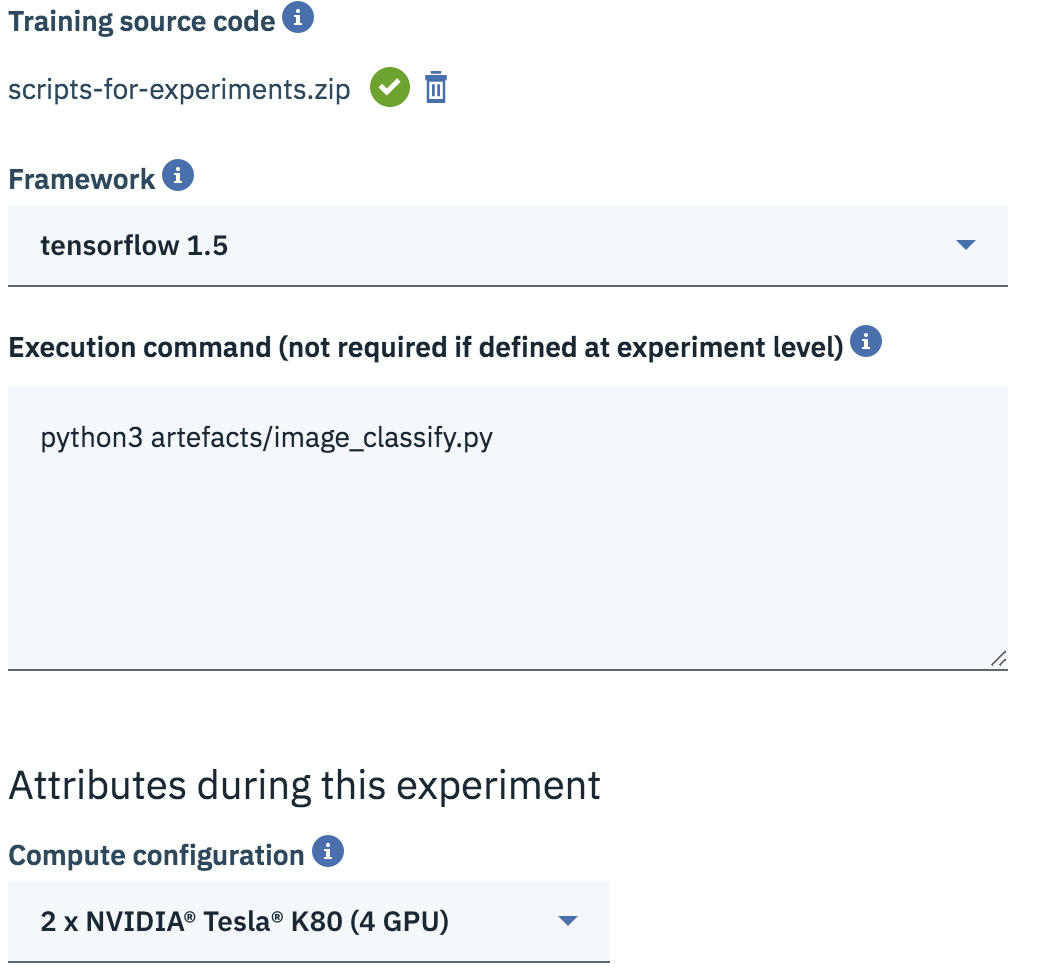 Training source code
scripts-for-experiments.zip
Framework
tensorflow 1.5
Execution command (not required if defined at experiment level)
python3 artefacts/image_classify.py
Attributes during this experiment
Compute configuration
2 x NVIDIA® Tesla® K80 (4 GPU)